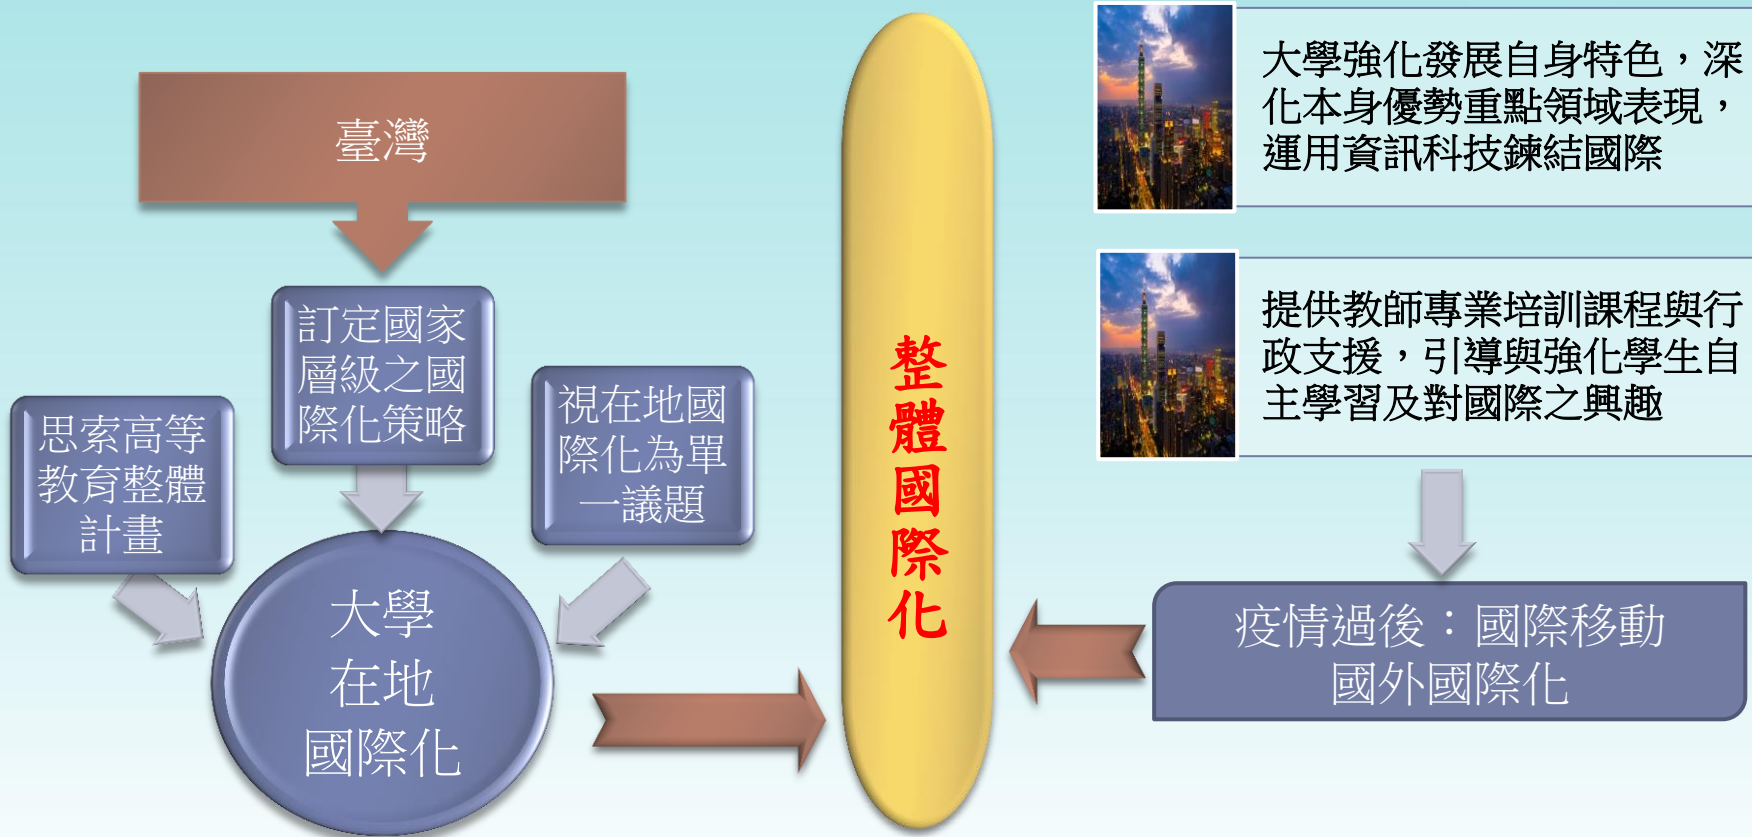 臺灣
訂定國家
層級之國
際化策略
思索高等
教育整體
計畫
視在地國
際化為單
一議題
大學
在地
國際化
整體國際化
大學強化發展自身特色，深
化本身優勢重點領域表現，
運用資訊科技鍊結國際
提供教師專業培訓課程與行
政支援，引導與強化學生自
主學習及對國際之興趣
疫情過後：國際移動
國外國際化